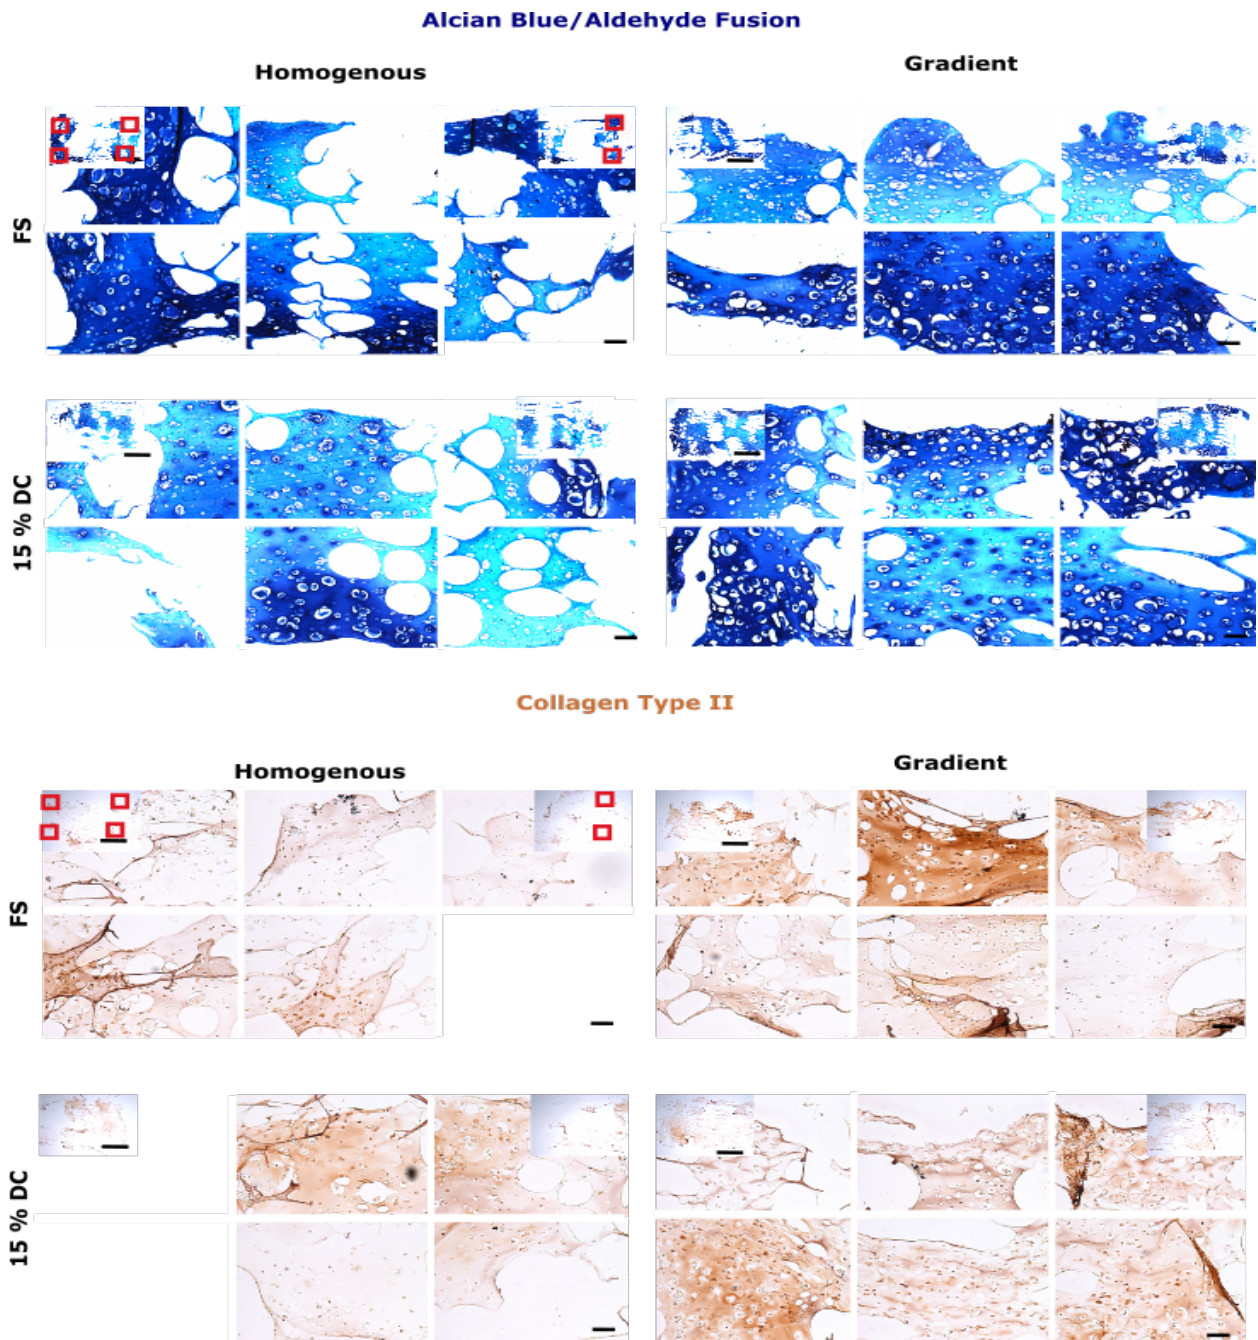 Alcian Blue/Aldehyde Fusion
Homogenous
Gradient
FS
15 % DC
Collagen Type II
Homogenous
Gradient
FS
15 % DC